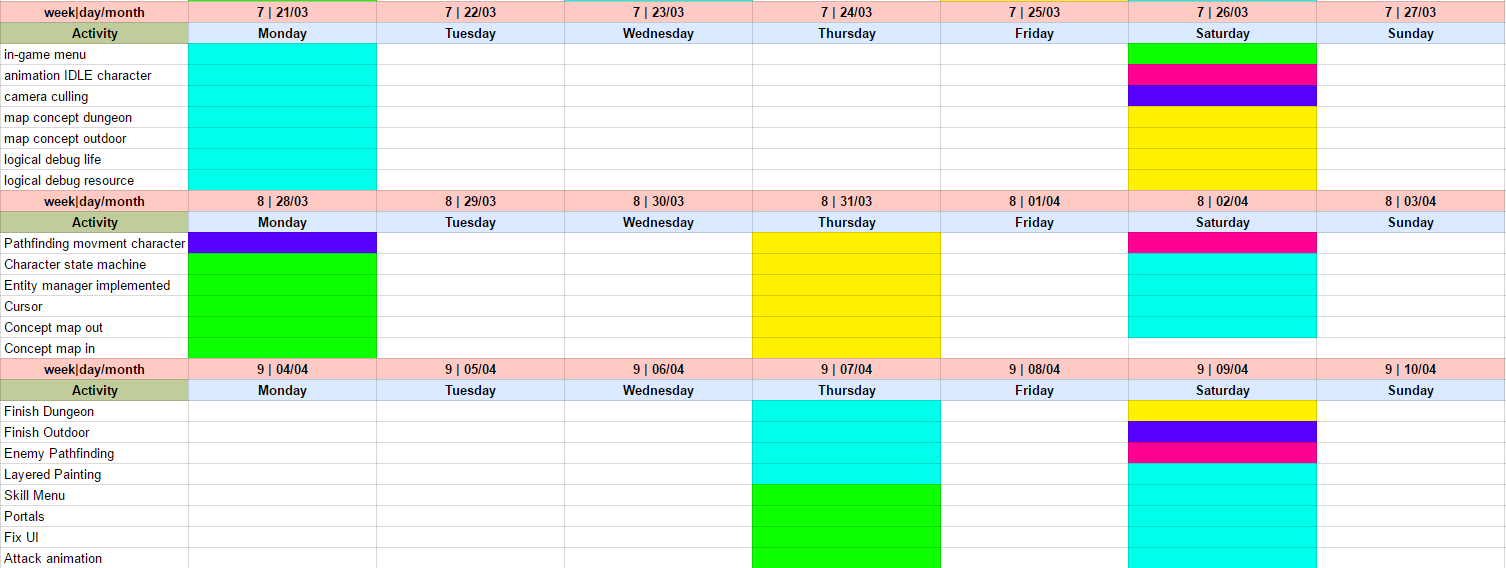 week|day/month 7 | 21/03 7 | 22/03 7 | 23/03 7 | 24/03 7 | 25/03 7 | 26/03 7 | 27/03
Activity Monday Tuesday Wednesday Thursday Friday Saturday Sunday
in-game menu
animation IDLE character
camera culling
map concept dungeon
map concept outdoor
logical debug life
logical debug resource
week|day/month 8 | 28/03 8 | 29/03 8 | 30/03 8 | 31/03 8 | 01/04 8 | 02/04 8 | 03/04
Activity Monday Tuesday Wednesday Thursday Friday Saturday Sunday
Pathfinding movment character
Character state machine
Entity manager implemented
Cursor
Concept map out
Concept map in
week|day/month 9 | 04/04 9 | 05/04 9 | 06/04 9 | 07/04 9 | 08/04 9 | 09/04 9 | 10/04
Activity Monday Tuesday Wednesday Thursday Friday Saturday Sunday
Finish Dungeon
Finish Outdoor
Enemy Pathfinding
Layered Painting
Skill Menu
Portals
Fix UI
Attack animation